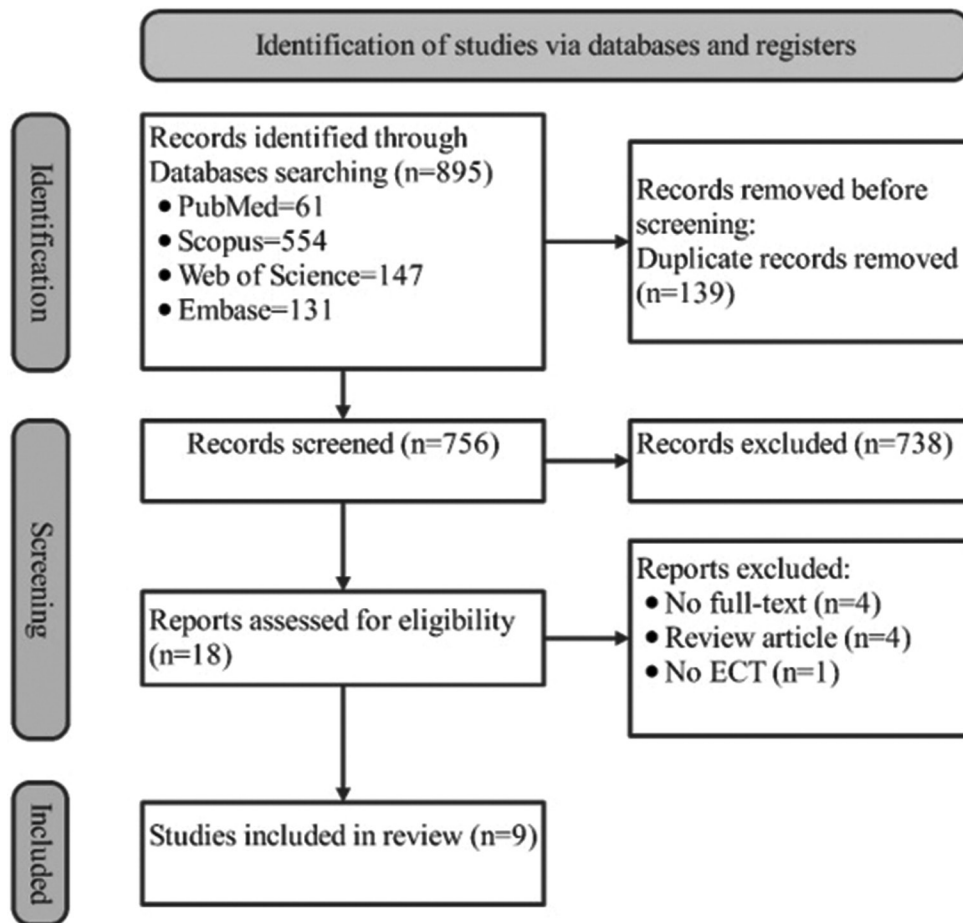 Identification of studies via databases and registers
Identification
Records identified through
Databases searching (n=895)
• PubMed=61
• Scopus=554
• Web of Science=147
• Embase=131
Records removed before
screening:
Duplicate records removed
(n=139)
Screening
Records screened (n=756)
Records excluded (n=738)
Reports assessed for eligibility
(n=18)
Reports excluded:
• No full-text (n=4)
• Review article (n=4)
• No ECT (n=1)
Included
Studies included in review (n=9)